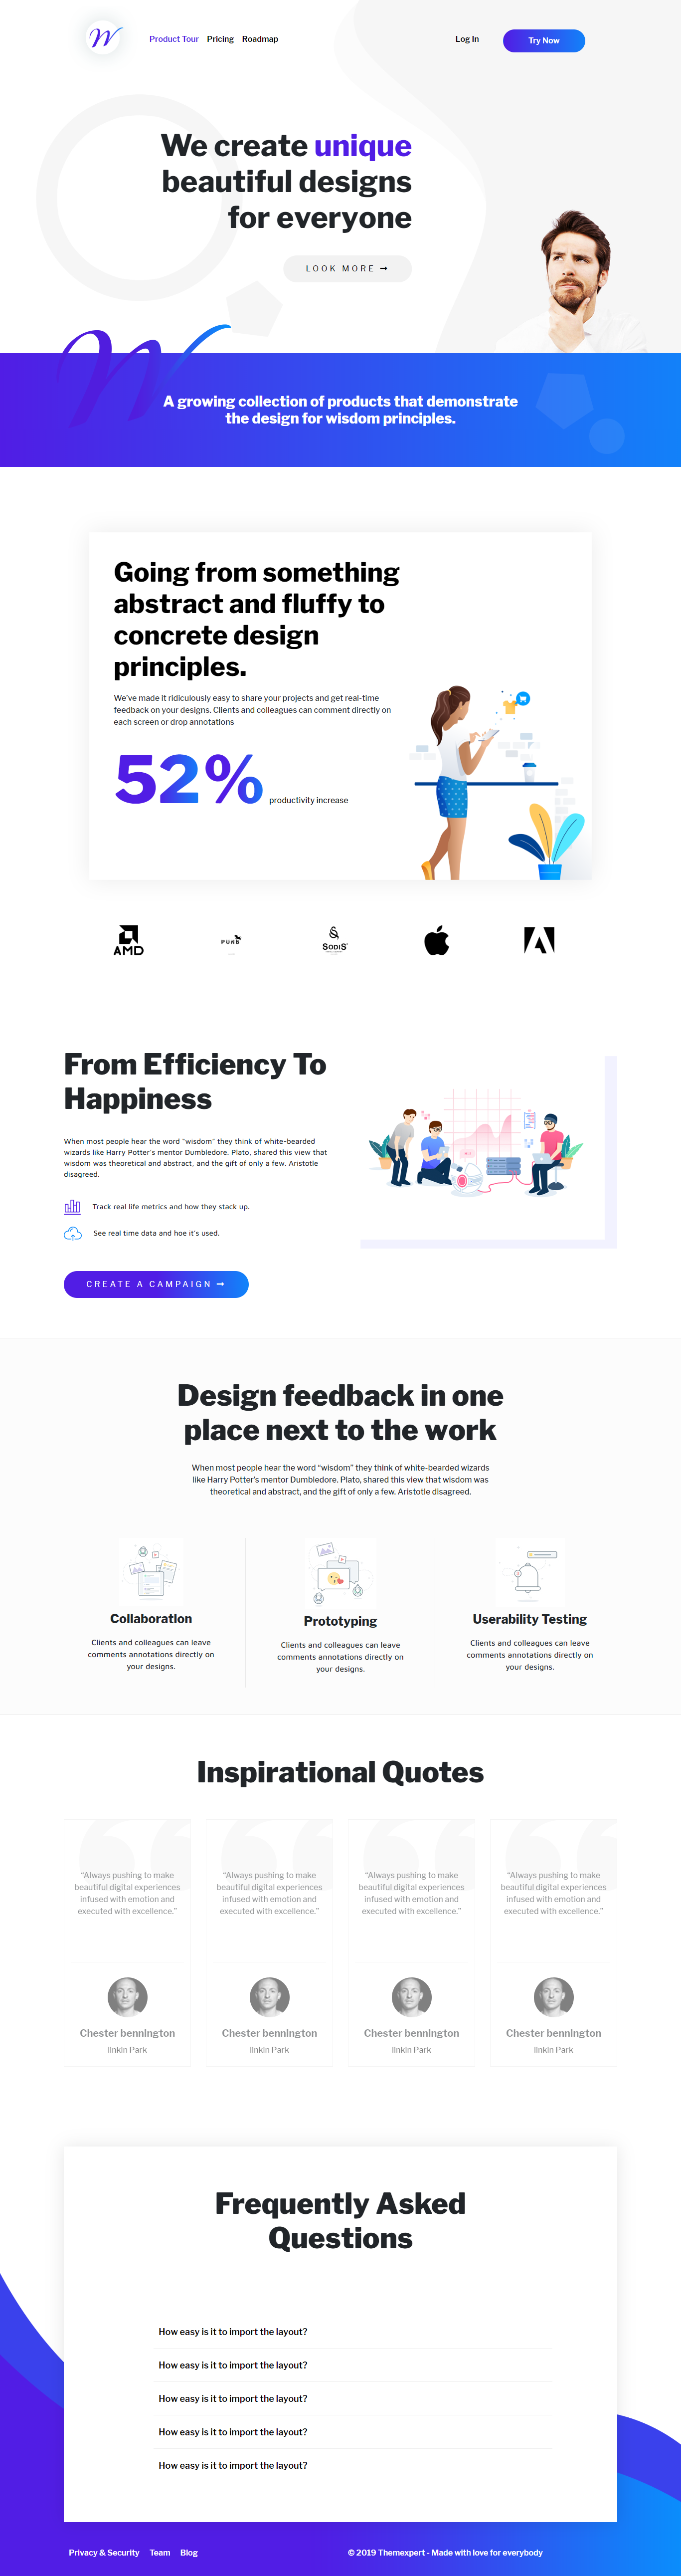 W
Product Tour Pricing Roadmap Log In Try Now
We create unique
beautiful designs
for everyone
LOOK MORE
W
A growing collection of products that demonstrate
the design for wisdom principles.
Going from something
abstract and fluffy to
concrete design
principles.
We've made it ridiculously easy to share your projects and get real-time
feedback on your designs. Clients and colleagues can comment directly on
each screen or drop annotations
52% productivity increase
AMD
SODIS
From Efficiency To
Happiness
When most people hear the word “wisdom” they think of white-bearded
wizards like Harry Potter's mentor Dumbledore. Plato, shared this view that
wisdom was theoretical and abstract, and the gift of only a few. Aristotle
disagreed.
Track real life metrics and how they stack up.
See real time data and hoe it's used.
CREATE A CAMPAIGN
Design feedback in one
place next to the work
When most people hear the word “wisdom” they think of white-bearded wizards
like Harry Potter's mentor Dumbledore. Plato, shared this view that wisdom was
theoretical and abstract, and the gift of only a few. Aristotle disagreed.
Collaboration
Clients and colleagues can leave
comments annotations directly on
your designs.
Prototyping
Clients and colleagues can leave
comments annotations directly on
your designs.
Userability Testing
Clients and colleagues can leave
comments annotations directly on
your designs.
Inspirational Quotes
“Always pushing to make
beautiful digital experiences
infused with emotion and
executed with excellence.”
Chester bennington
linkin Park
“Always pushing to make
beautiful digital experiences
infused with emotion and
executed with excellence.”
Chester bennington
linkin Park
“Always pushing to make
beautiful digital experiences
infused with emotion and
executed with excellence.”
Chester bennington
linkin Park
“Always pushing to make
beautiful digital experiences
infused with emotion and
executed with excellence.”
Chester bennington
linkin Park
Frequently Asked
Questions
How easy is it to import the layout?
How easy is it to import the layout?
How easy is it to import the layout?
How easy is it to import the layout?
How easy is it to import the layout?
Privacy & Security Team Blog © 2019 Themexpert - Made with love for everybody